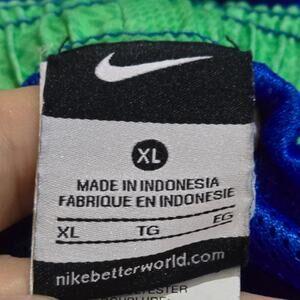 XL
MADE IN INDONESIA
FABRIQUE EN INDONESIE
XL TG EG
nikebetterworld.com